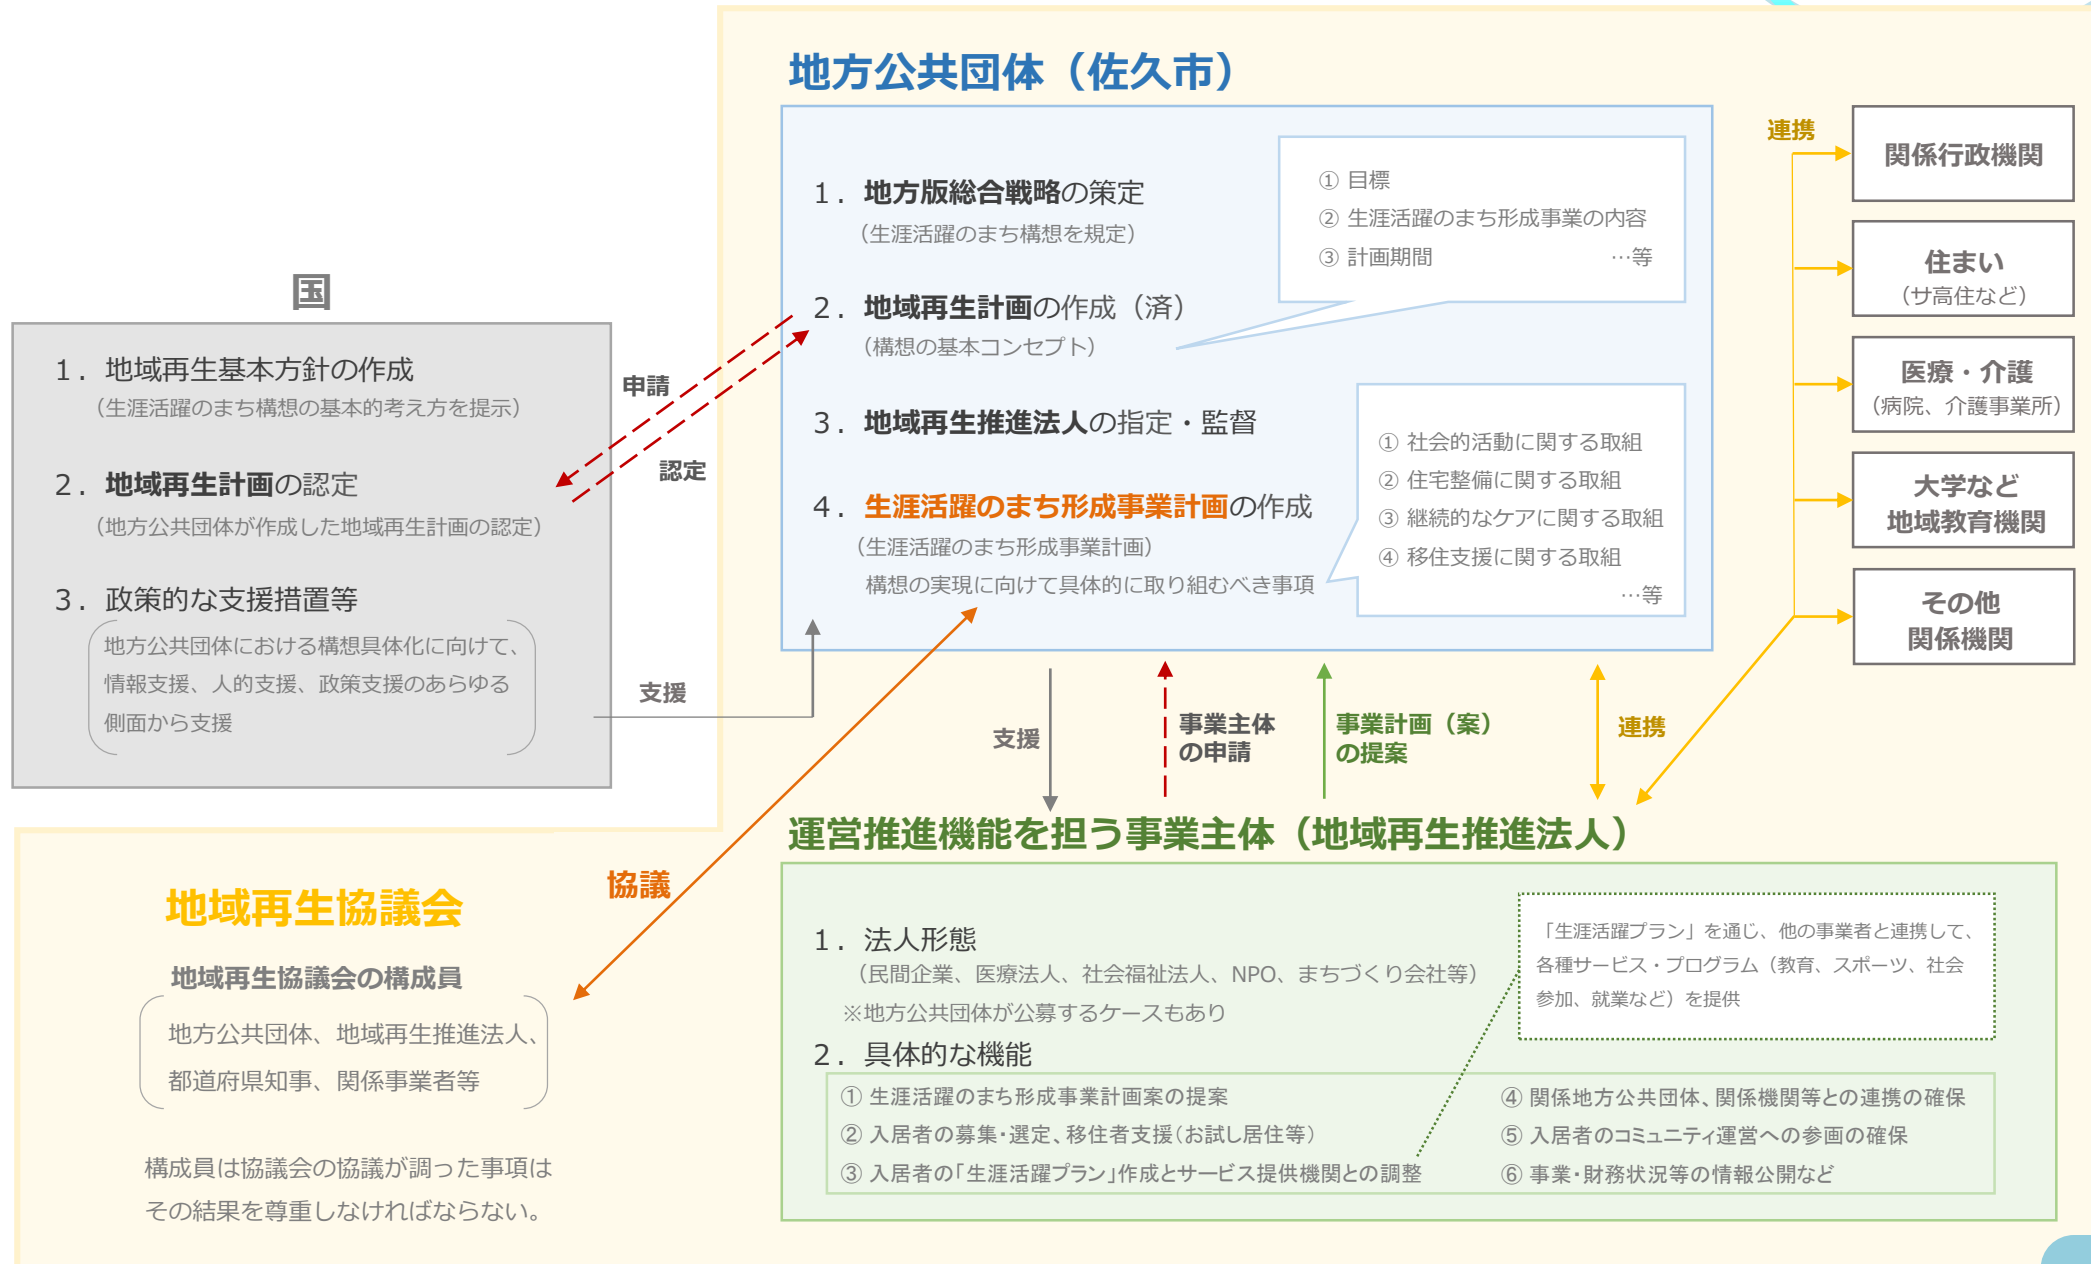 地方公共団体（佐久市）
１．地方版総合戦略の策定
（生涯活躍のまち構想を規定）
２．地域再生計画の作成（済）
（構想の基本コンセプト）
３．地域再生推進法人の指定・監督
４．生涯活躍のまち形成事業計画の作成
（生涯活躍のまち形成事業計画）
構想の実現に向けて具体的に取り組むべき事項
① 目標
② 生涯活躍のまち形成事業の内容
③ 計画期間 …等
① 社会的活動に関する取組
② 住宅整備に関する取組
③ 継続的なケアに関する取組
④ 移住支援に関する取組
…等
連携
関係行政機関
住まい
（サ高住など）
医療・介護
（病院、介護事業所）
大学など
地域教育機関
その他
関係機関
国
１．地域再生基本方針の作成
（生涯活躍のまち構想の基本的考え方を提示）
２．地域再生計画の認定
（地方公共団体が作成した地域再生計画の認定）
３．政策的な支援措置等
地方公共団体における構想具体化に向けて、
情報支援、人的支援、政策支援のあらゆる
側面から支援
申請
認定
支援
支援
事業主体
の申請
事業計画（案）
の提案
連携
協議
地域再生協議会
地域再生協議会の構成員
地方公共団体、地域再生推進法人、
都道府県知事、関係事業者等
構成員は協議会の協議が調った事項は
その結果を尊重しなければならない。
運営推進機能を担う事業主体（地域再生推進法人）
１．法人形態
（民間企業、医療法人、社会福祉法人、NPO、まちづくり会社等）
※地方公共団体が公募するケースもあり
２．具体的な機能
① 生涯活躍のまち形成事業計画案の提案
② 入居者の募集・選定、移住者支援（お試し居住等）
③ 入居者の「生涯活躍プラン」作成とサービス提供機関との調整
④ 関係地方公共団体、関係機関等との連携の確保
⑤ 入居者のコミュニティ運営への参画の確保
⑥ 事業・財務状況等の情報公開など
「生涯活躍プラン」を通じ、他の事業者と連携して、
各種サービス・プログラム（教育、スポーツ、社会
参加、就業など）を提供